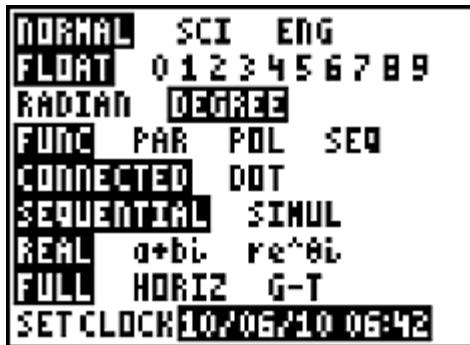 NORMAL SCI ENG
FLOAT 0 1 2 3 4 5 6 7 8 9
RADIAN DEGREE
FUNC PAR POL SEQ
CONNECTED DOT
SEQUENTIAL SIMUL
REAL a+bi re^θi
FULL HORIZ G-T
SET CLOCK 10/06/10 06:42